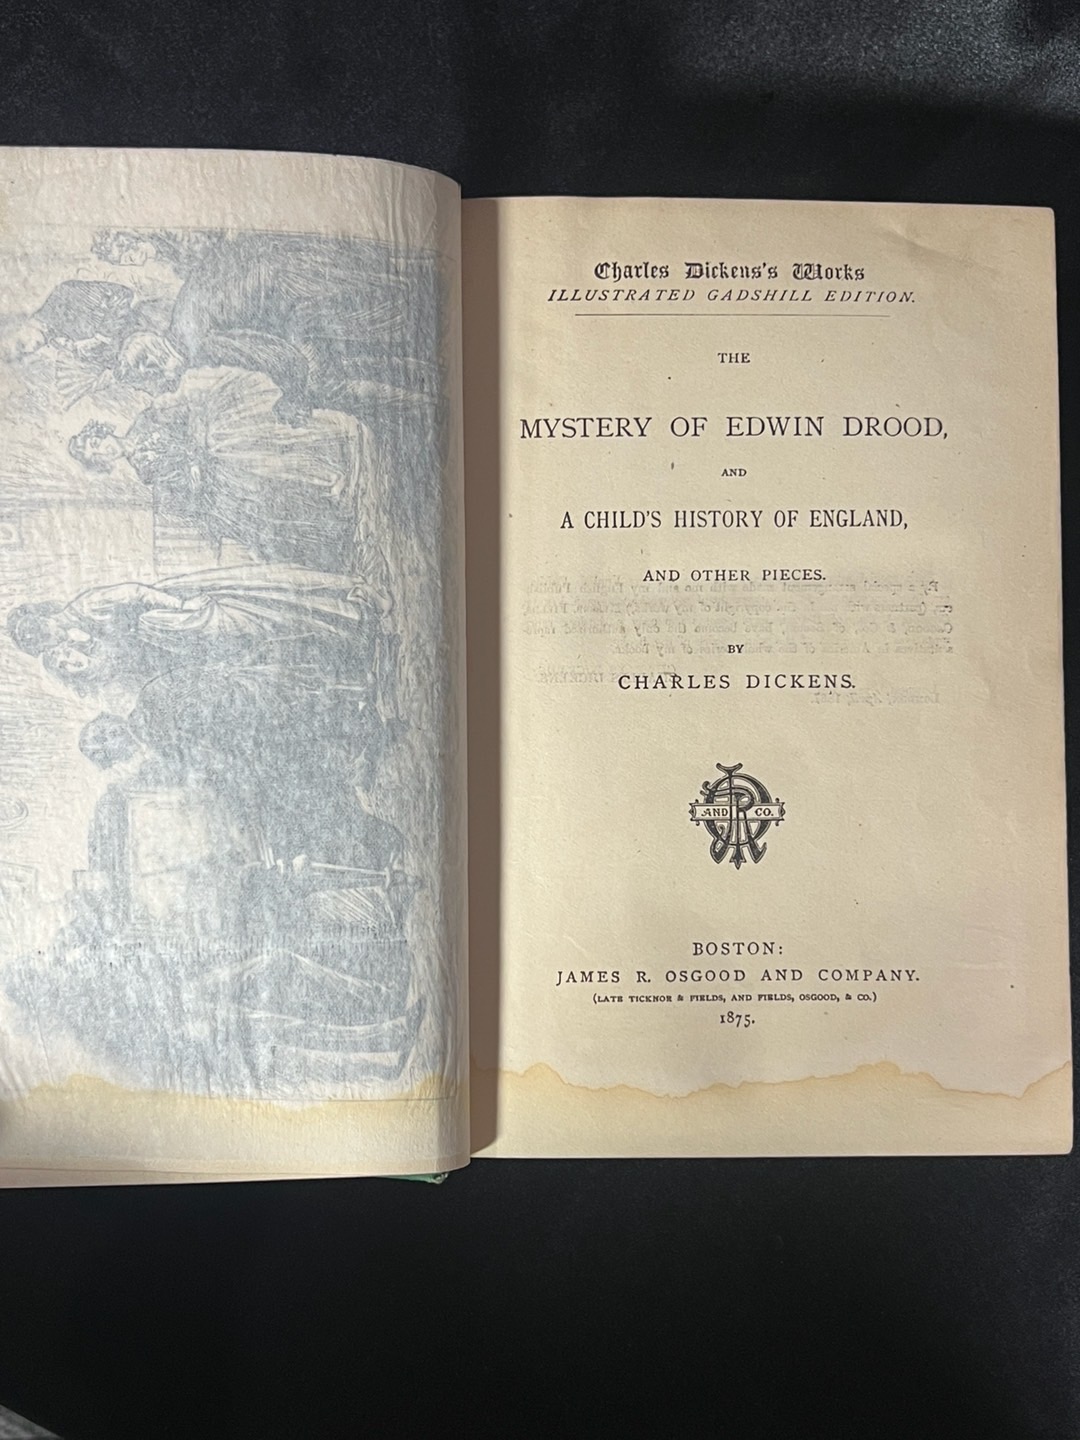 Charles Dickens's Works
ILLUSTRATED GADSHILL EDITION.
THE
MYSTERY OF EDWIN DROOD,
AND
A CHILD'S HISTORY OF ENGLAND,
AND OTHER PIECES.
BY
CHARLES DICKENS.
AND CO.
BOSTON:
JAMES R. OSGOOD AND COMPANY.
(LATE TICKNOR & FIELDS, AND FIELDS, OSGOOD, & CO.)
1875.